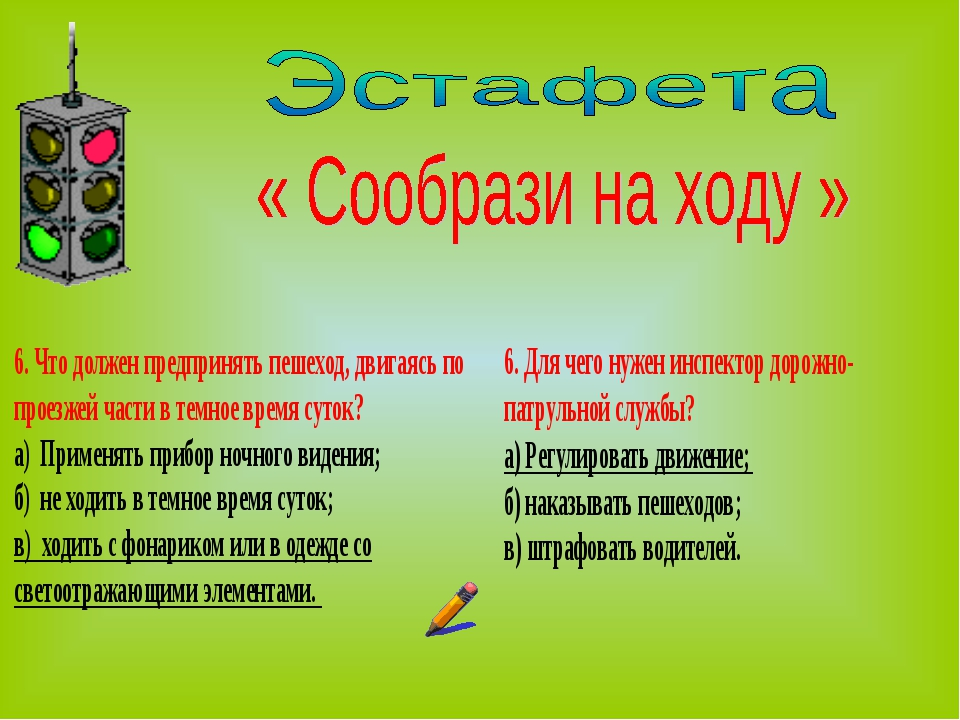 Эстафета
« Сообрази на ходу »
6. Что должен предпринять пешеход, двигаясь по
проезжей части в темное время суток?
а) Применять прибор ночного видения;
б) не ходить в темное время суток;
в) ходить с фонариком или в одежде со
светоотражающими элементами.
6. Для чего нужен инспектор дорожно-
патрульной службы?
а) Регулировать движение;
б) наказывать пешеходов;
в) штрафовать водителей.